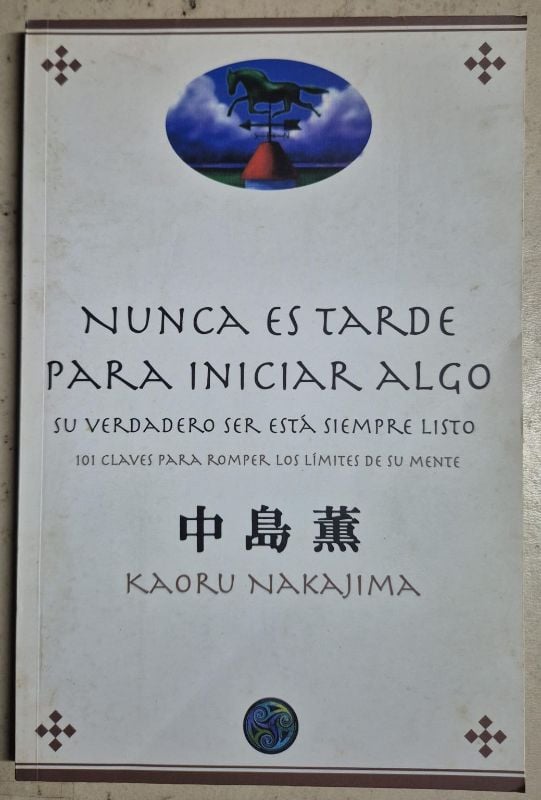 NUNCA ES TARDE
PARA INICIAR ALGO
SU VERDADERO SER ESTÁ SIEMPRE LISTO
101 CLAVES PARA ROMPER LOS LÍMITES DE SU MENTE
中島薫
KAORU NAKAJIMA